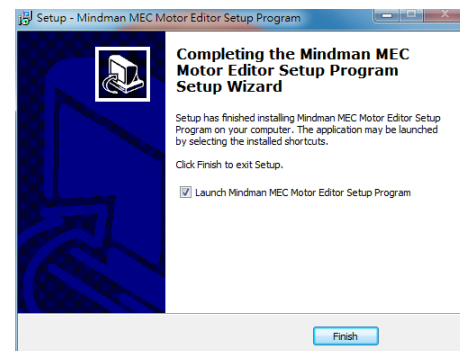 Setup - Mindman MEC Motor Editor Setup Program
Completing the Mindman MEC
Motor Editor Setup Program
Setup Wizard
Setup has finished installing Mindman MEC Motor Editor Setup
Program on your computer. The application may be launched
by selecting the installed shortcuts.
Click Finish to exit Setup.
Launch Mindman MEC Motor Editor Setup Program
Finish